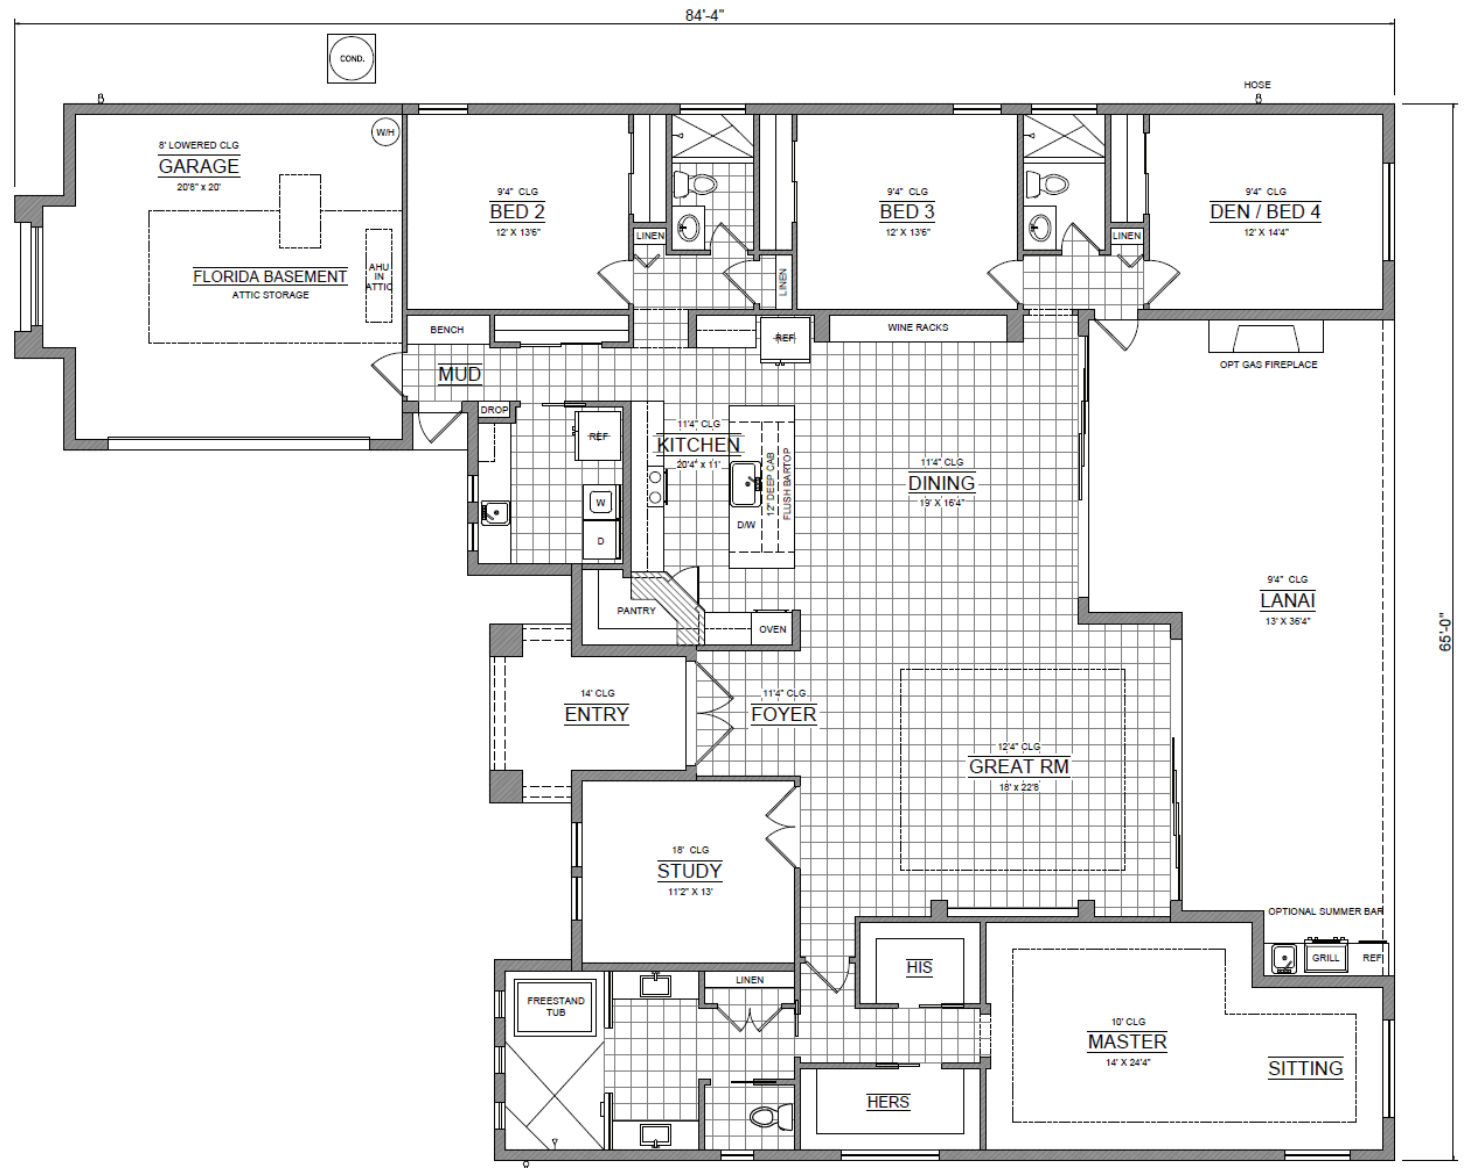 84'-4"
COND.
HOSE
W/H
8' LOWERED CLG
GARAGE
20'8" x 20'
9'4" CLG
BED 2
12' X 13'6"
9'4" CLG
BED 3
12' X 13'6"
9'4" CLG
DEN / BED 4
12' X 14'4"
LINEN
LINEN
LINEN
FLORIDA BASEMENT
ATTIC STORAGE
AHU
IN
ATTIC
BENCH
WINE RACKS
REF
OPT GAS FIREPLACE
MUD
DROP
REF
11'4" CLG
KITCHEN
20'4" x 11'
12" DEEP CAB
FLUSH BARTOP
D/W
W
D
11'4" CLG
DINING
19' X 16'4"
9'4" CLG
LANAI
13' X 36'4"
65'-0"
PANTRY
OVEN
14' CLG
ENTRY
11'4" CLG
FOYER
12'4" CLG
GREAT RM
18' x 22'8
18' CLG
STUDY
11'2" X 13'
OPTIONAL SUMMER BAR
GRILL
REF
HIS
LINEN
FREESTAND
TUB
10' CLG
MASTER
14' X 24'4"
SITTING
HERS